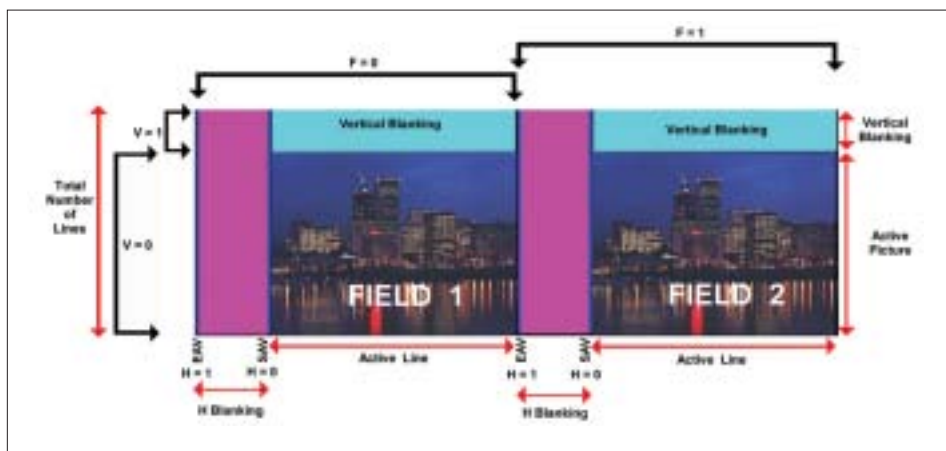 F = 1
F = 0
Vertical Blanking
Vertical Blanking
Vertical
Blanking
V = 1
Total
Number
of
Lines
V = 0
Active
Picture
FIELD 1
FIELD 2
EAV
H = 1
SAV
H = 0
Active Line
EAV
H = 1
SAV
H = 0
Active Line
H Blanking
H Blanking